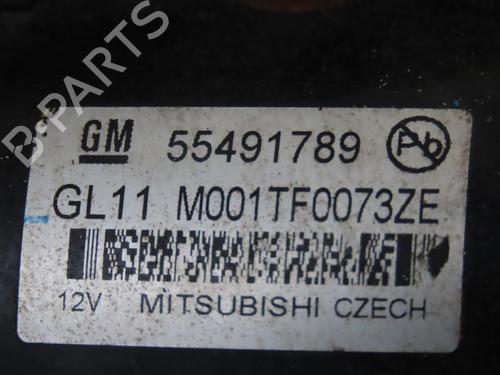 B-PARTS
GM 55491789 Pb
GL11 M001TF0073ZE
12V MITSUBISHI CZECH